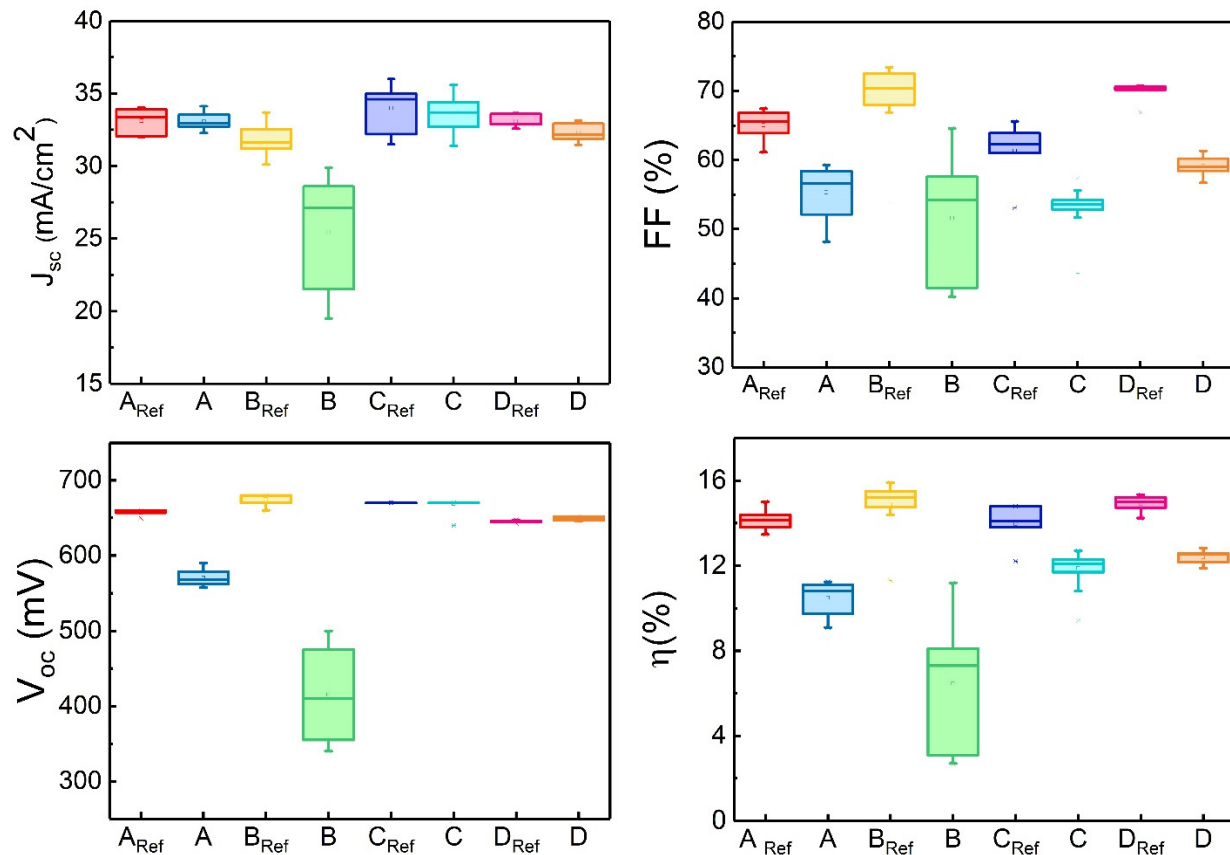 40
35
30
25
20
15
J_sc (mA/cm²)
A_Ref A B_Ref B C_Ref C D_Ref D
80
70
60
50
40
30
FF (%)
A_Ref A B_Ref B C_Ref C D_Ref D
700
600
500
400
300
V_oc (mV)
A_Ref A B_Ref B C_Ref C D_Ref D
16
12
8
4
0
η(%)
A_Ref A B_Ref B C_Ref C D_Ref D